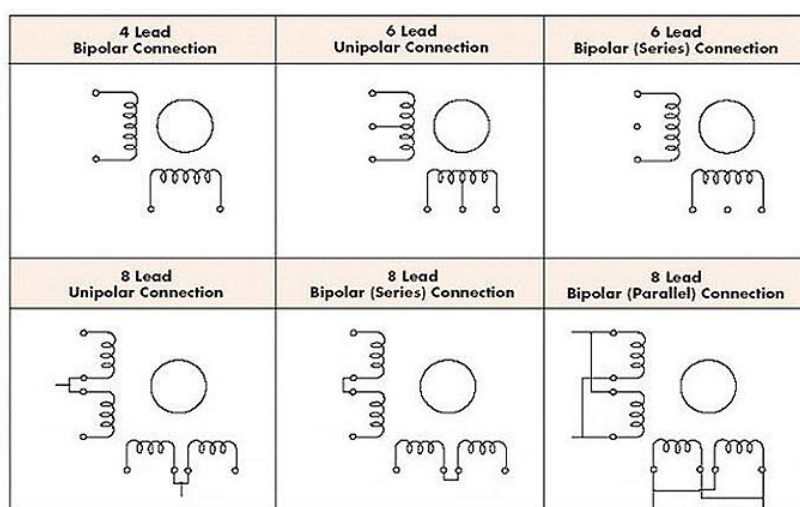 4 Lead
Bipolar Connection
6 Lead
Unipolar Connection
6 Lead
Bipolar (Series) Connection
8 Lead
Unipolar Connection
8 Lead
Bipolar (Series) Connection
8 Lead
Bipolar (Parallel) Connection